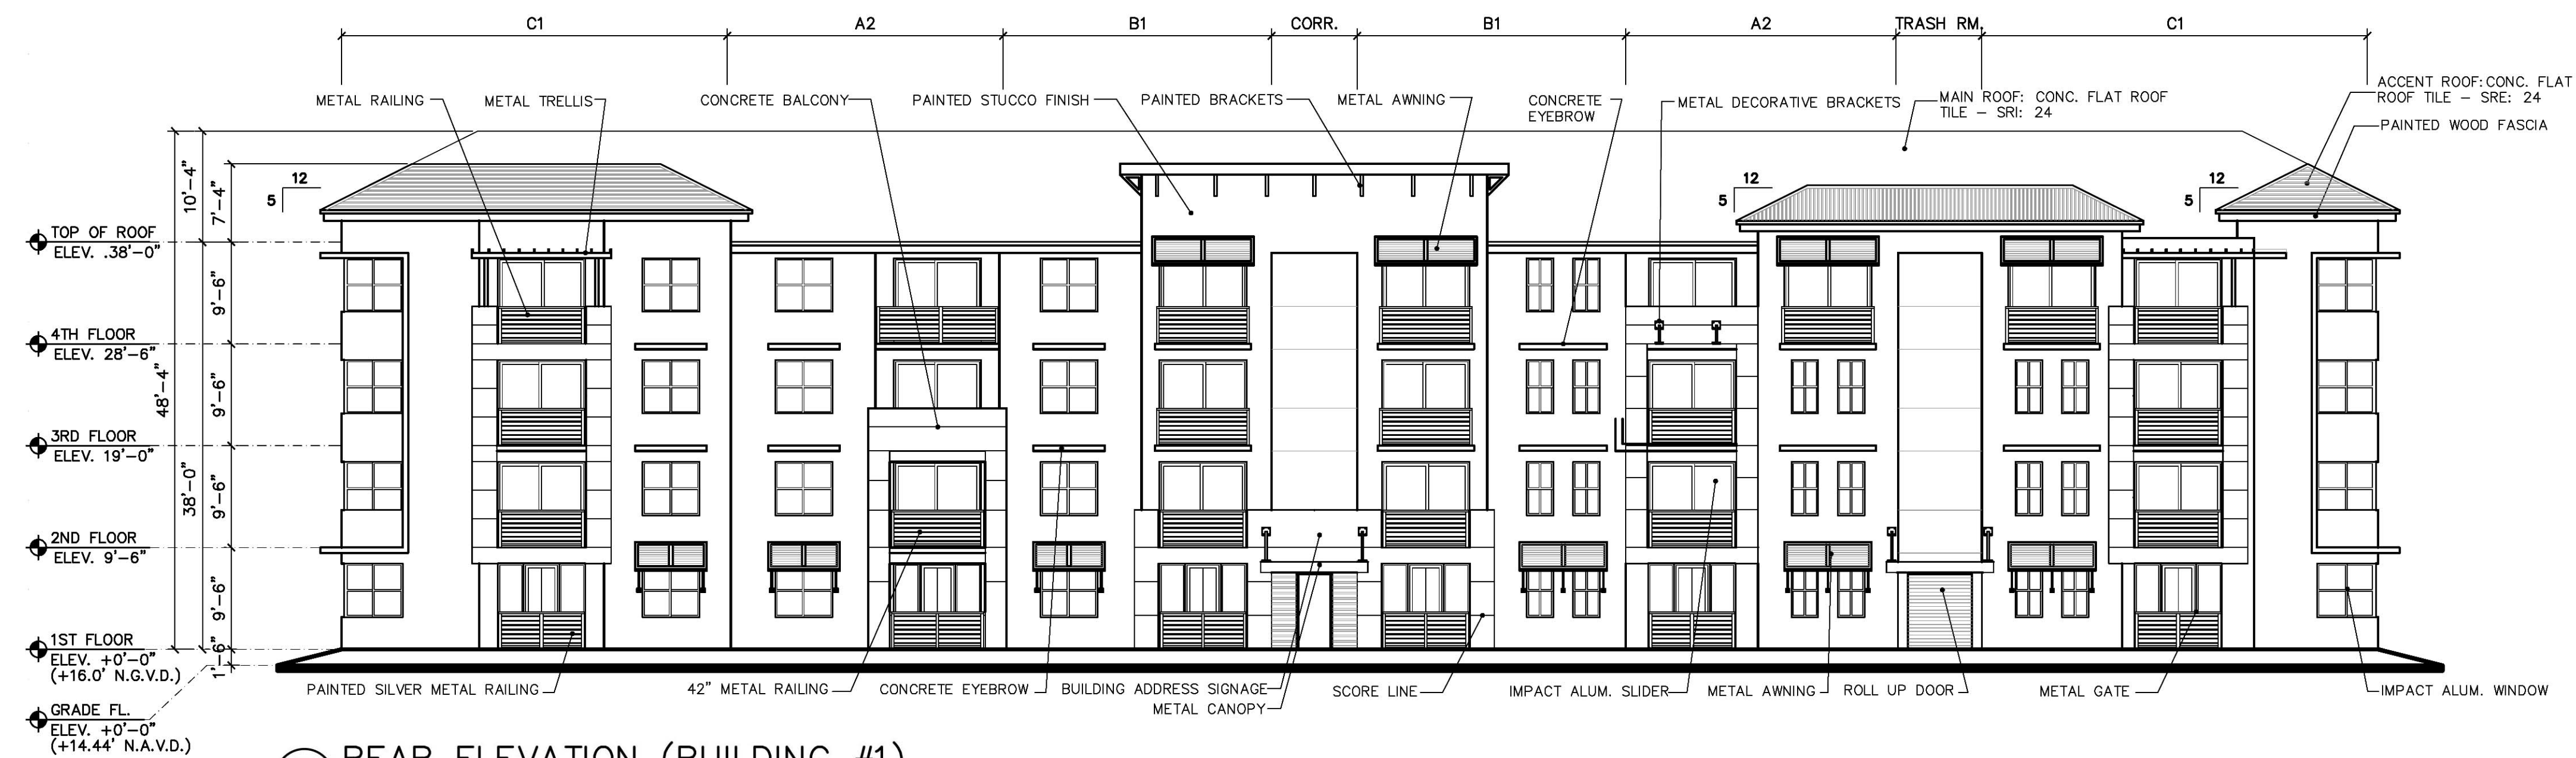 C1
A2
B1
CORR.
B1
A2
TRASH RM.
C1
METAL RAILING
METAL TRELLIS
CONCRETE BALCONY
PAINTED STUCCO FINISH
PAINTED BRACKETS
METAL AWNING
CONCRETE
EYEBROW
METAL DECORATIVE BRACKETS
MAIN ROOF: CONC. FLAT ROOF
TILE – SRI: 24
ACCENT ROOF: CONC. FLAT
ROOF TILE – SRE: 24
PAINTED WOOD FASCIA
12
5
12
5
12
5
10'–4"
7'–4"
TOP OF ROOF
ELEV. .38'–0"
9'–6"
4TH FLOOR
ELEV. 28'–6"
48'–4"
9'–6"
3RD FLOOR
ELEV. 19'–0"
38'–0"
9'–6"
2ND FLOOR
ELEV. 9'–6"
9'–6"
1ST FLOOR
ELEV. +0'–0"
(+16.0' N.G.V.D.)
1'–6"
GRADE FL.
ELEV. +0'–0"
(+14.44' N.A.V.D.)
PAINTED SILVER METAL RAILING
42" METAL RAILING
CONCRETE EYEBROW
BUILDING ADDRESS SIGNAGE
METAL CANOPY
SCORE LINE
IMPACT ALUM. SLIDER
METAL AWNING
ROLL UP DOOR
METAL GATE
IMPACT ALUM. WINDOW
REAR ELEVATION (BUILDING #1)